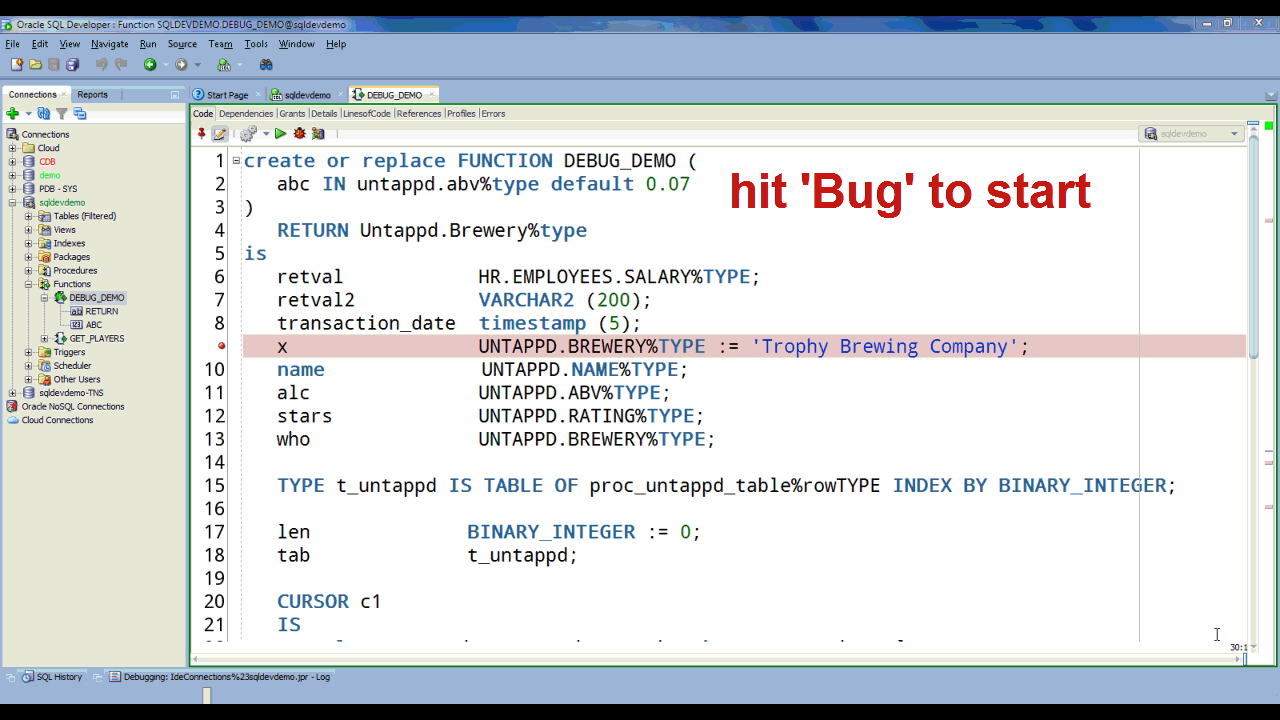 Oracle SQL Developer : Function SQLDEVDEMO.DEBUG_DEMO@sqldevdemo
File Edit View Navigate Run Source Team Tools Window Help
Connections Reports
Start Page sqldevdemo DEBUG_DEMO
Code Dependencies Grants Details LinesofCode References Profiles Errors
sqldevdemo
Connections
Cloud
CDB
demo
PDB - SYS
sqldevdemo
Tables (Filtered)
Views
Indexes
Packages
Procedures
Functions
DEBUG_DEMO
RETURN
ABC
GET_PLAYERS
Triggers
Scheduler
Other Users
sqldevdemo-TNS
Oracle NoSQL Connections
Cloud Connections
hit 'Bug' to start
1 create or replace FUNCTION DEBUG_DEMO (
2 abc IN untappd.abv%type default 0.07
3 )
4 RETURN Untappd.Brewery%type
5 is
6 retval HR.EMPLOYEES.SALARY%TYPE;
7 retval2 VARCHAR2 (200);
8 transaction_date timestamp (5);
x UNTAPPD.BREWERY%TYPE := 'Trophy Brewing Company';
10 name UNTAPPD.NAME%TYPE;
11 alc UNTAPPD.ABV%TYPE;
12 stars UNTAPPD.RATING%TYPE;
13 who UNTAPPD.BREWERY%TYPE;
14
15 TYPE t_untappd IS TABLE OF proc_untappd_table%rowTYPE INDEX BY BINARY_INTEGER;
16
17 len BINARY_INTEGER := 0;
18 tab t_untappd;
19
20 CURSOR c1
21 IS
30:1
SQL History Debugging: IdeConnections%23sqldevdemo.jpr - Log